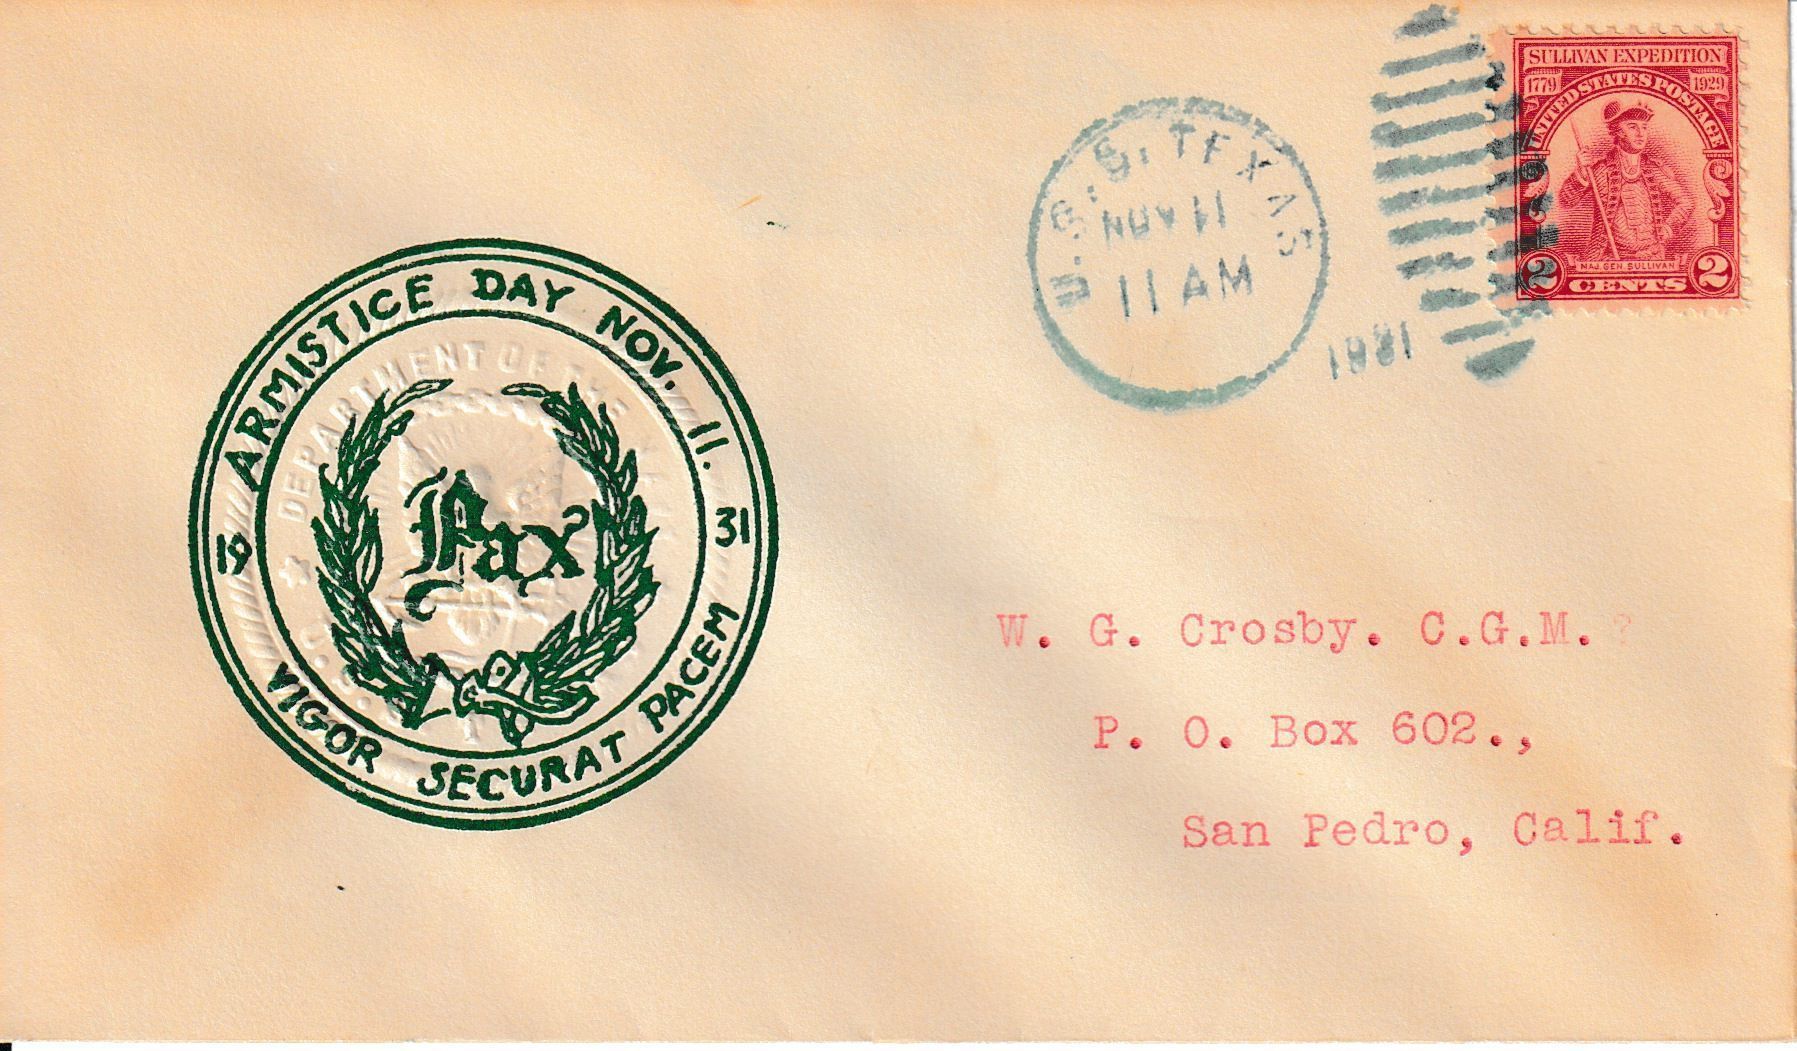 SULLIVAN EXPEDITION
1779 1929
UNITED STATES POSTAGE
MAJ. GEN. SULLIVAN
2 CENTS 2
U.S.S. TEXAS
NOV 11
11 AM
1931
ARMISTICE DAY NOV. 11.
19 31
DEPARTMENT OF THE
Pax
VIGOR SECURAT PACEM
W. G. Crosby. C.G.M.
P. O. Box 602.,
San Pedro, Calif.